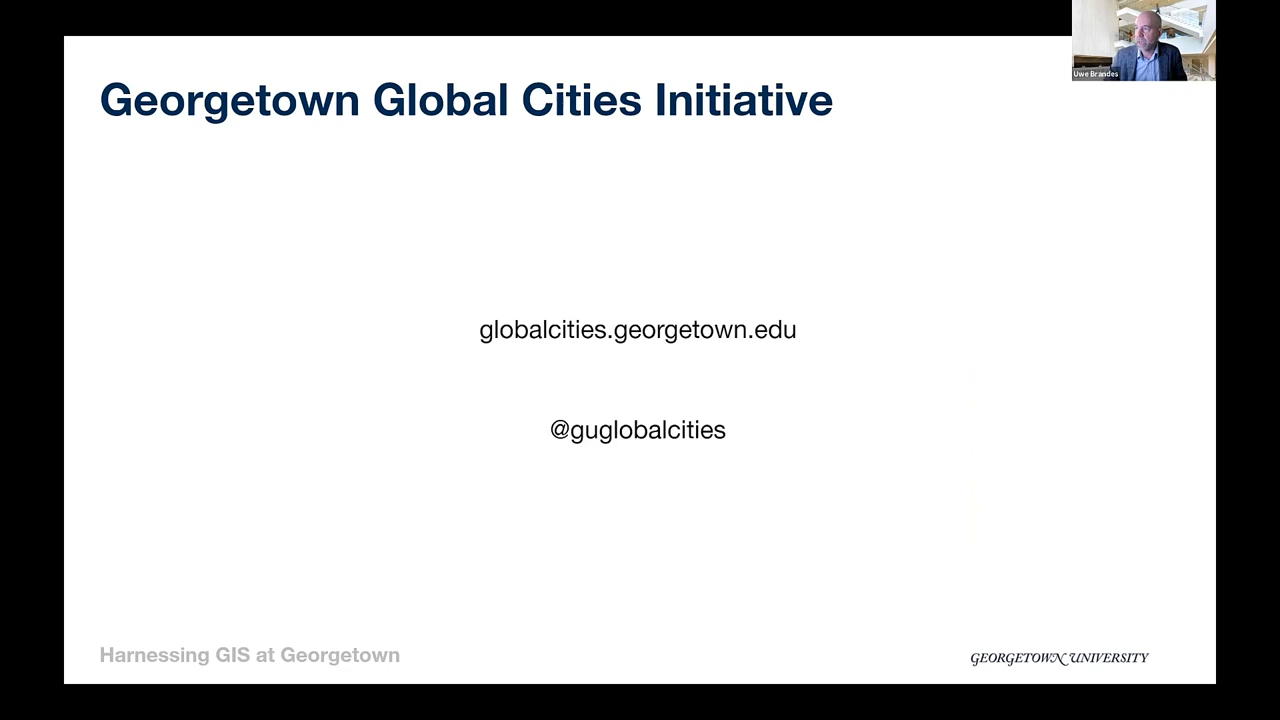 Georgetown Global Cities Initiative
Uwe Brandes
globalcities.georgetown.edu
@guglobalcities
Harnessing GIS at Georgetown
GEORGETOWN UNIVERSITY